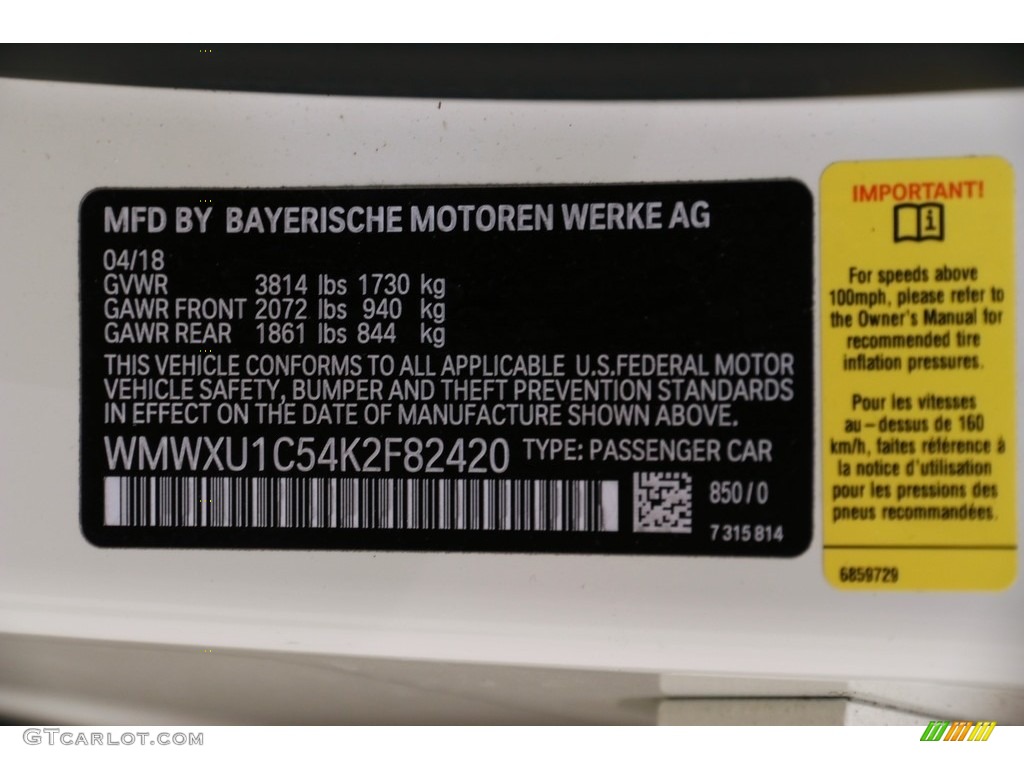 MFD BY BAYERISCHE MOTOREN WERKE AG
04/18
GVWR 3814 lbs 1730 kg
GAWR FRONT 2072 lbs 940 kg
GAWR REAR 1861 lbs 844 kg
THIS VEHICLE CONFORMS TO ALL APPLICABLE U.S.FEDERAL MOTOR
VEHICLE SAFETY, BUMPER AND THEFT PREVENTION STANDARDS
IN EFFECT ON THE DATE OF MANUFACTURE SHOWN ABOVE.
WMWXU1C54K2F82420 TYPE: PASSENGER CAR
850/0
7 315 814
IMPORTANT!
For speeds above
100mph, please refer to
the Owner's Manual for
recommended tire
inflation pressures.
Pour les vitesses
au-dessus de 160
km/h, faites référence à
la notice d'utilisation
pour les pressions des
pneus recommandées.
6859729
GTcarlot.com